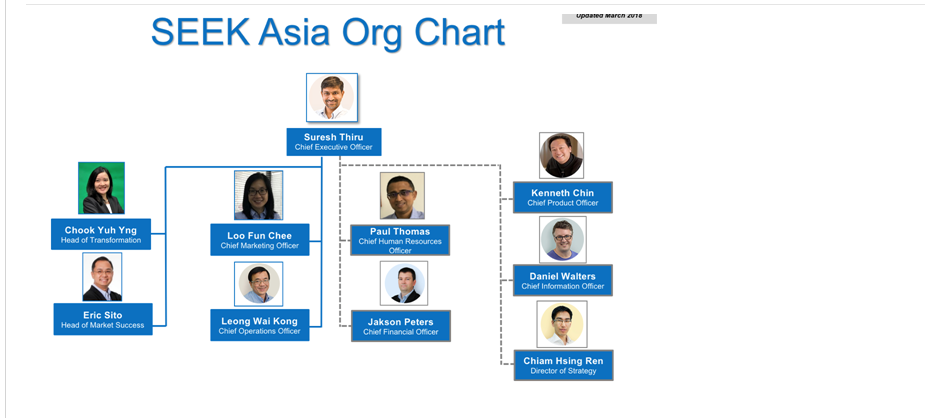 Updated March 2018
SEEK Asia Org Chart
Suresh Thiru
Chief Executive Officer
Chook Yuh Yng
Head of Transformation
Eric Sito
Head of Market Success
Loo Fun Chee
Chief Marketing Officer
Leong Wai Kong
Chief Operations Officer
Paul Thomas
Chief Human Resources
Officer
Jakson Peters
Chief Financial Officer
Kenneth Chin
Chief Product Officer
Daniel Walters
Chief Information Officer
Chiam Hsing Ren
Director of Strategy